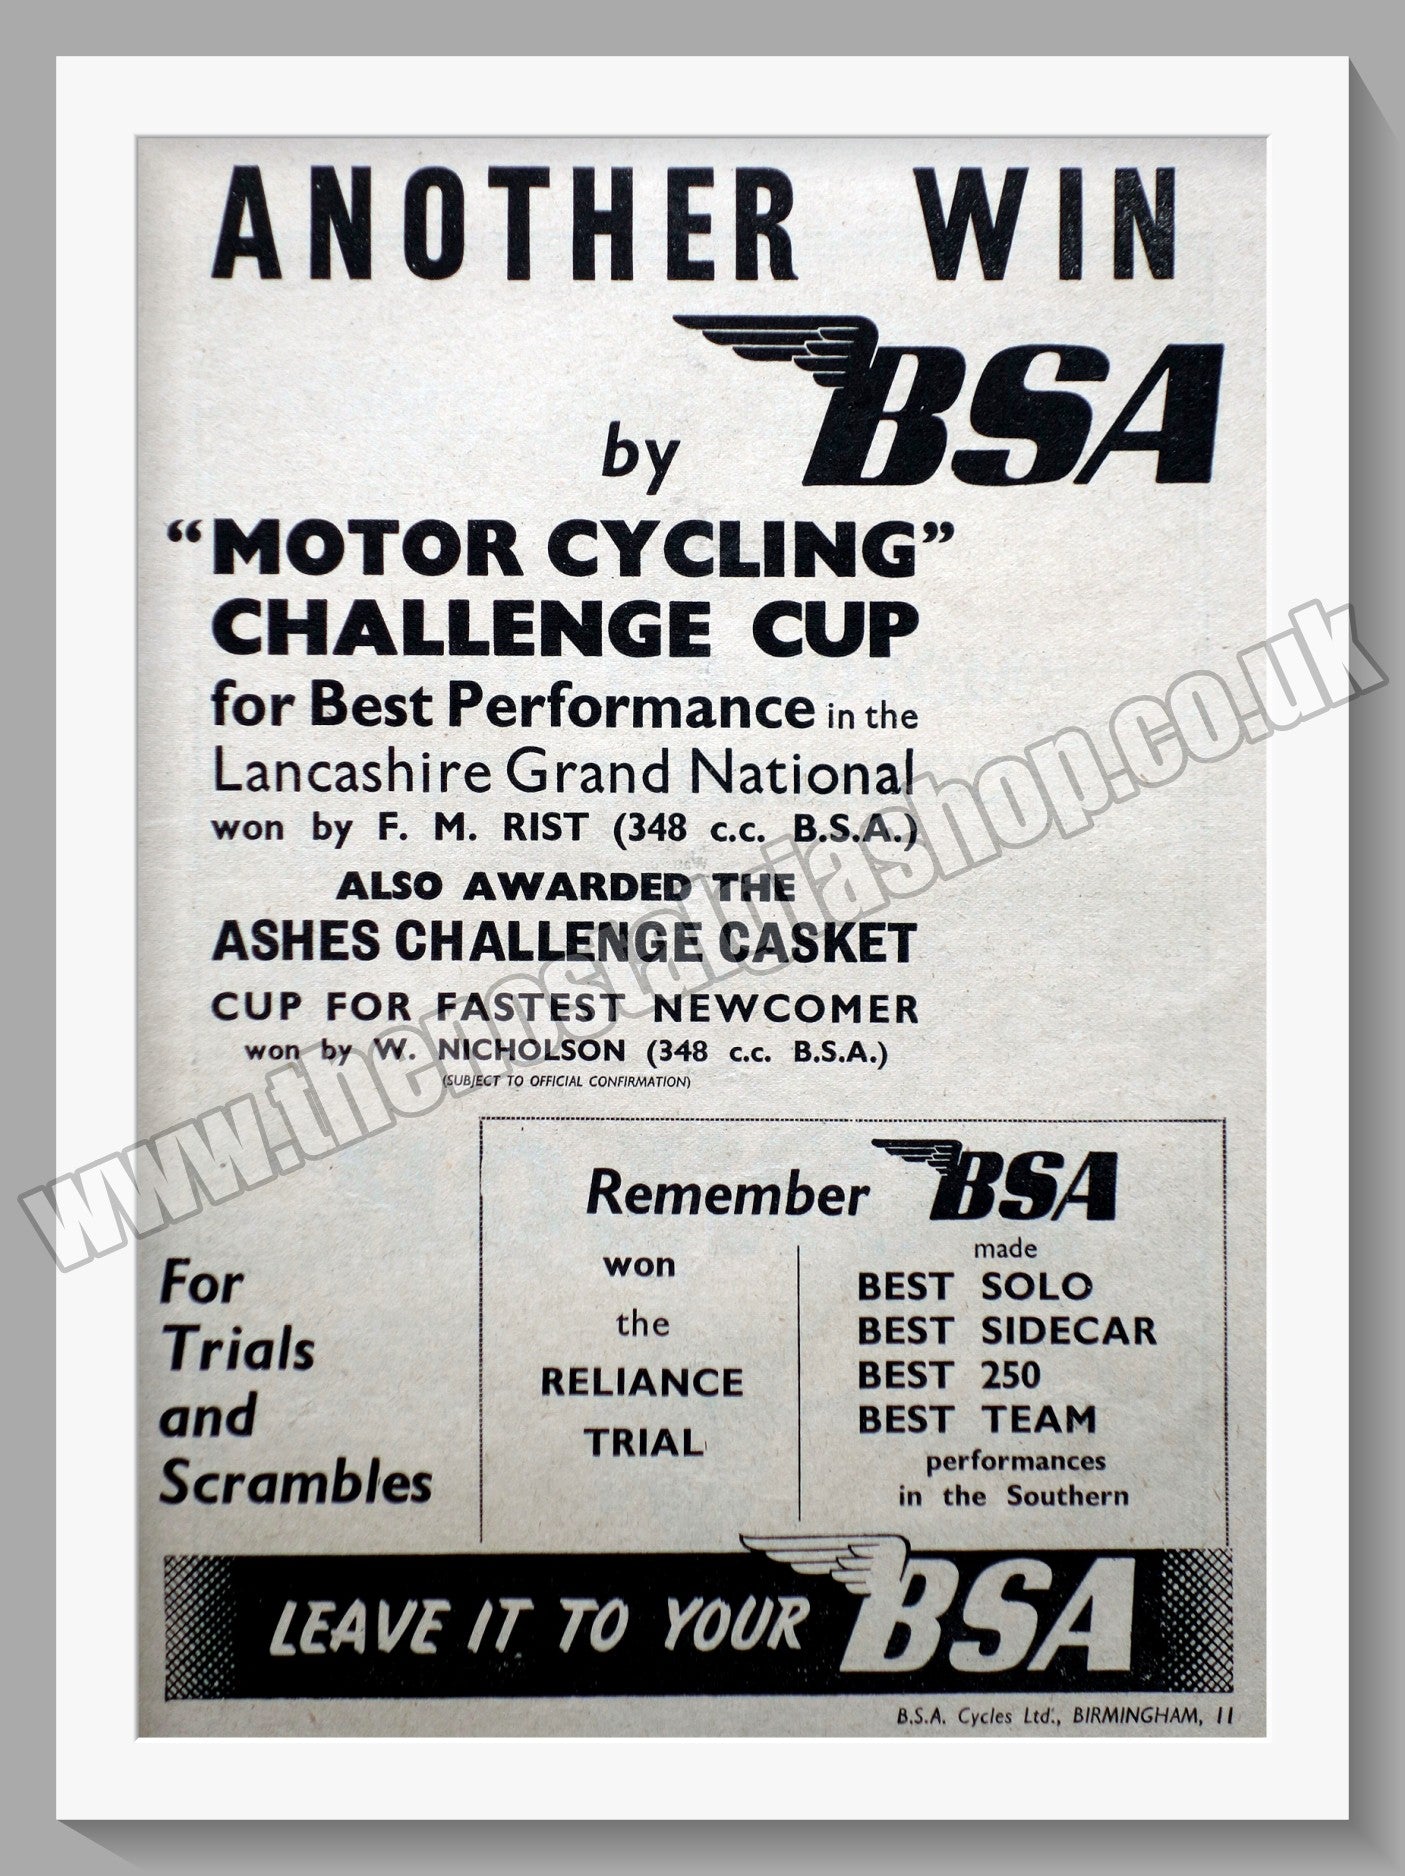 ANOTHER WIN
by BSA
“MOTOR CYCLING”
CHALLENGE CUP
for Best Performance in the
Lancashire Grand National
won by F. M. RIST (348 c.c. B.S.A.)
ALSO AWARDED THE
ASHES CHALLENGE CASKET
CUP FOR FASTEST NEWCOMER
won by W. NICHOLSON (348 c.c. B.S.A.)
(SUBJECT TO OFFICIAL CONFIRMATION)
www.thenostalgiashop.co.uk
For
Trials
and
Scrambles
Remember BSA
won
the
RELIANCE
TRIAL
made
BEST SOLO
BEST SIDECAR
BEST 250
BEST TEAM
performances
in the Southern
LEAVE IT TO YOUR BSA
B.S.A. Cycles Ltd., BIRMINGHAM, 11